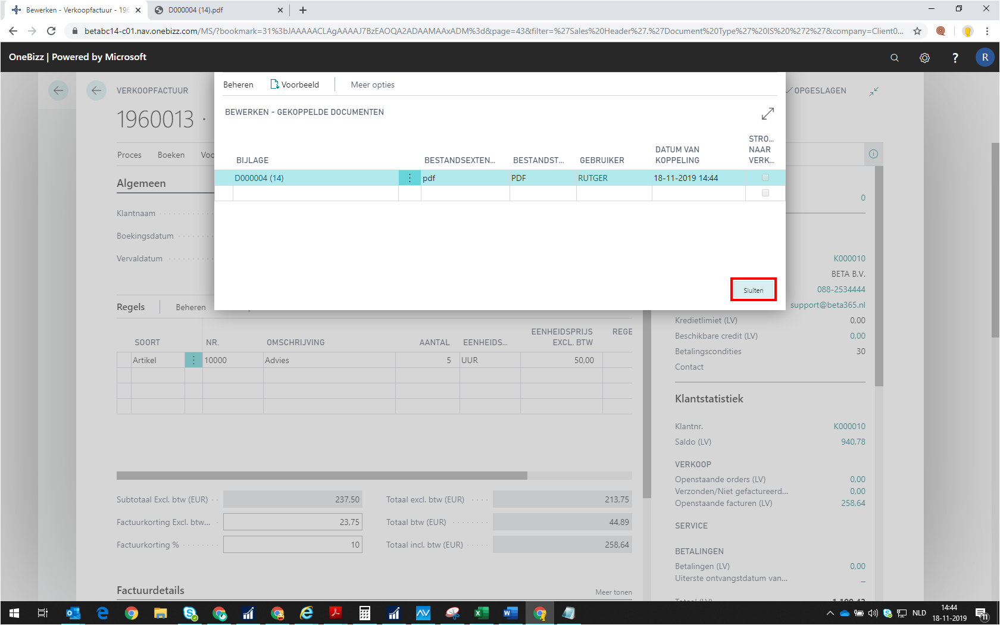 Bewerken - Verkoopfactuur - 196
D000004 (14).pdf
betabc14-c01.nav.onebizz.com/MS/?bookmark=31%3bJAAAAACLAgAAAAJ7BzEAOQA2ADAAMAAxADM%3d&page=43&filter=%27Sales%20Header%27.%27Document%20Type%27%20IS%20%272%27&company=Client0...
OneBizz | Powered by Microsoft
?
R
VERKOOPFACTUUR
OPGESLAGEN
1960013 ·
Proces Boeken Voo
Beheren Voorbeeld Meer opties
BEWERKEN - GEKOPPELDE DOCUMENTEN
BIJLAGE BESTANDSEXTEN... BESTANDST... GEBRUIKER DATUM VAN KOPPELING STRO... NAAR VERK...
D000004 (14) pdf PDF RUTGER 18-11-2019 14:44
Sluiten
Algemeen
Klantnaam
Boekingsdatum
Vervaldatum
Regels Beheren
SOORT NR. OMSCHRIJVING AANTAL EENHEIDS... EENHEIDSPRIJS EXCL. BTW REGE
Artikel 10000 Advies 5 UUR 50,00
Subtotaal Excl. btw (EUR) 237,50
Factuurkorting Excl. btw... 23,75
Factuurkorting % 10
Totaal excl. btw (EUR) 213,75
Totaal btw (EUR) 44,89
Totaal incl. btw (EUR) 258,64
Factuurdetails
Meer tonen
0
K000010
BETA B.V.
088-2534444
support@beta365.nl
Kredietlimiet (LV) 0,00
Beschikbare credit (LV) 0,00
Betalingscondities 30
Contact
Klantstatistiek
Klantnr. K000010
Saldo (LV) 940,78
VERKOOP
Openstaande orders (LV) 0,00
Verzonden/Niet gefactureerd... 0,00
Openstaande facturen (LV) 258,64
SERVICE
BETALINGEN
Betalingen (LV) 0,00
Uiterste ontvangstdatum van... _
NLD
14:44
18-11-2019
11